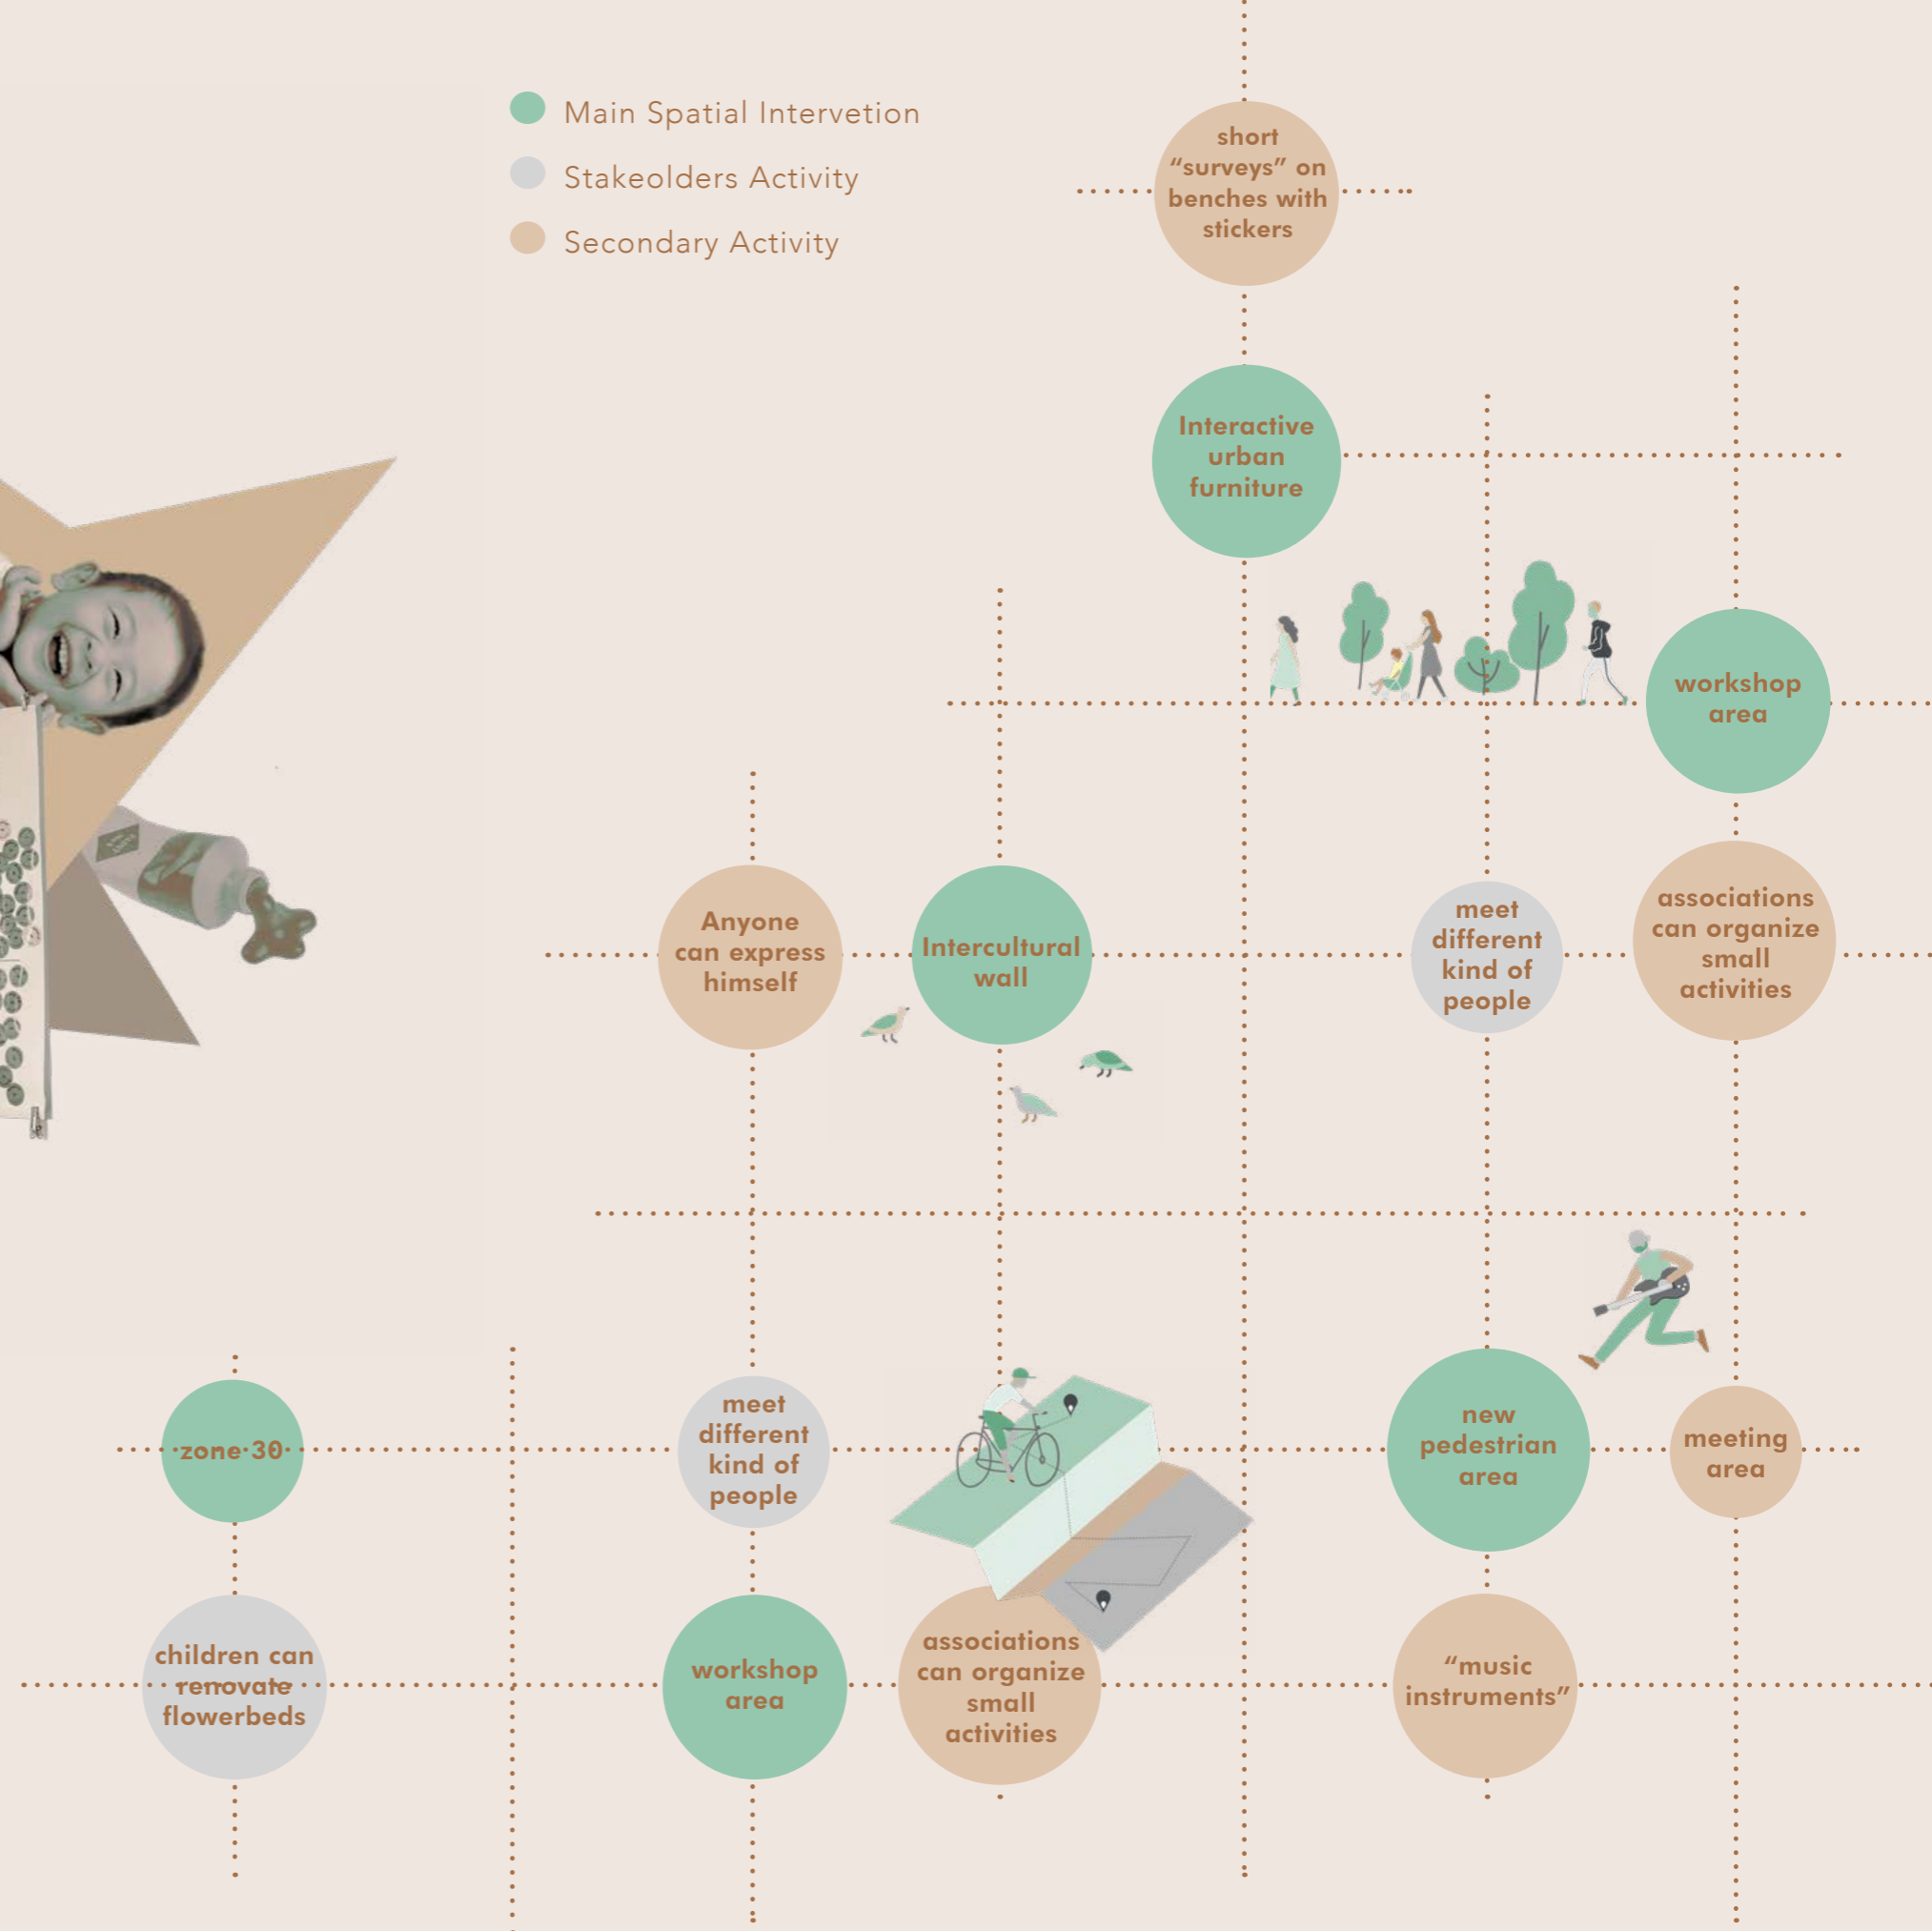 Main Spatial Intervetion
Stakeolders Activity
Secondary Activity
short
“surveys” on
benches with
stickers
Interactive
urban
furniture
workshop
area
Anyone
can express
himself
Intercultural
wall
meet
different
kind of
people
associations
can organize
small
activities
zone 30
meet
different
kind of
people
new
pedestrian
area
meeting
area
children can
renovate
flowerbeds
workshop
area
associations
can organize
small
activities
“music
instruments”